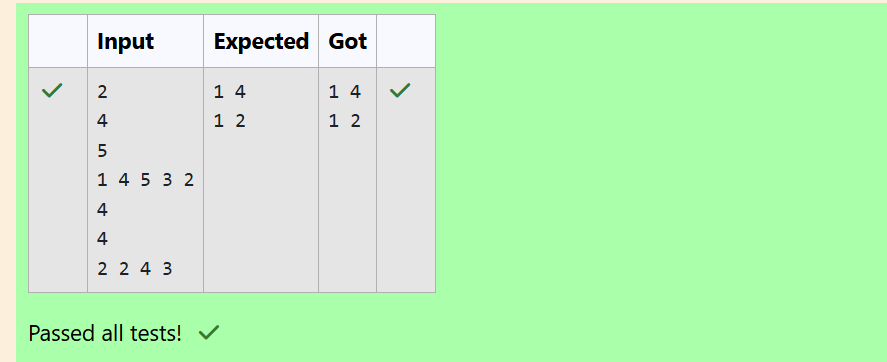 Input Expected Got
2 1 4 1 4
4 1 2 1 2
5
1 4 5 3 2
4
4
2 2 4 3
Passed all tests!